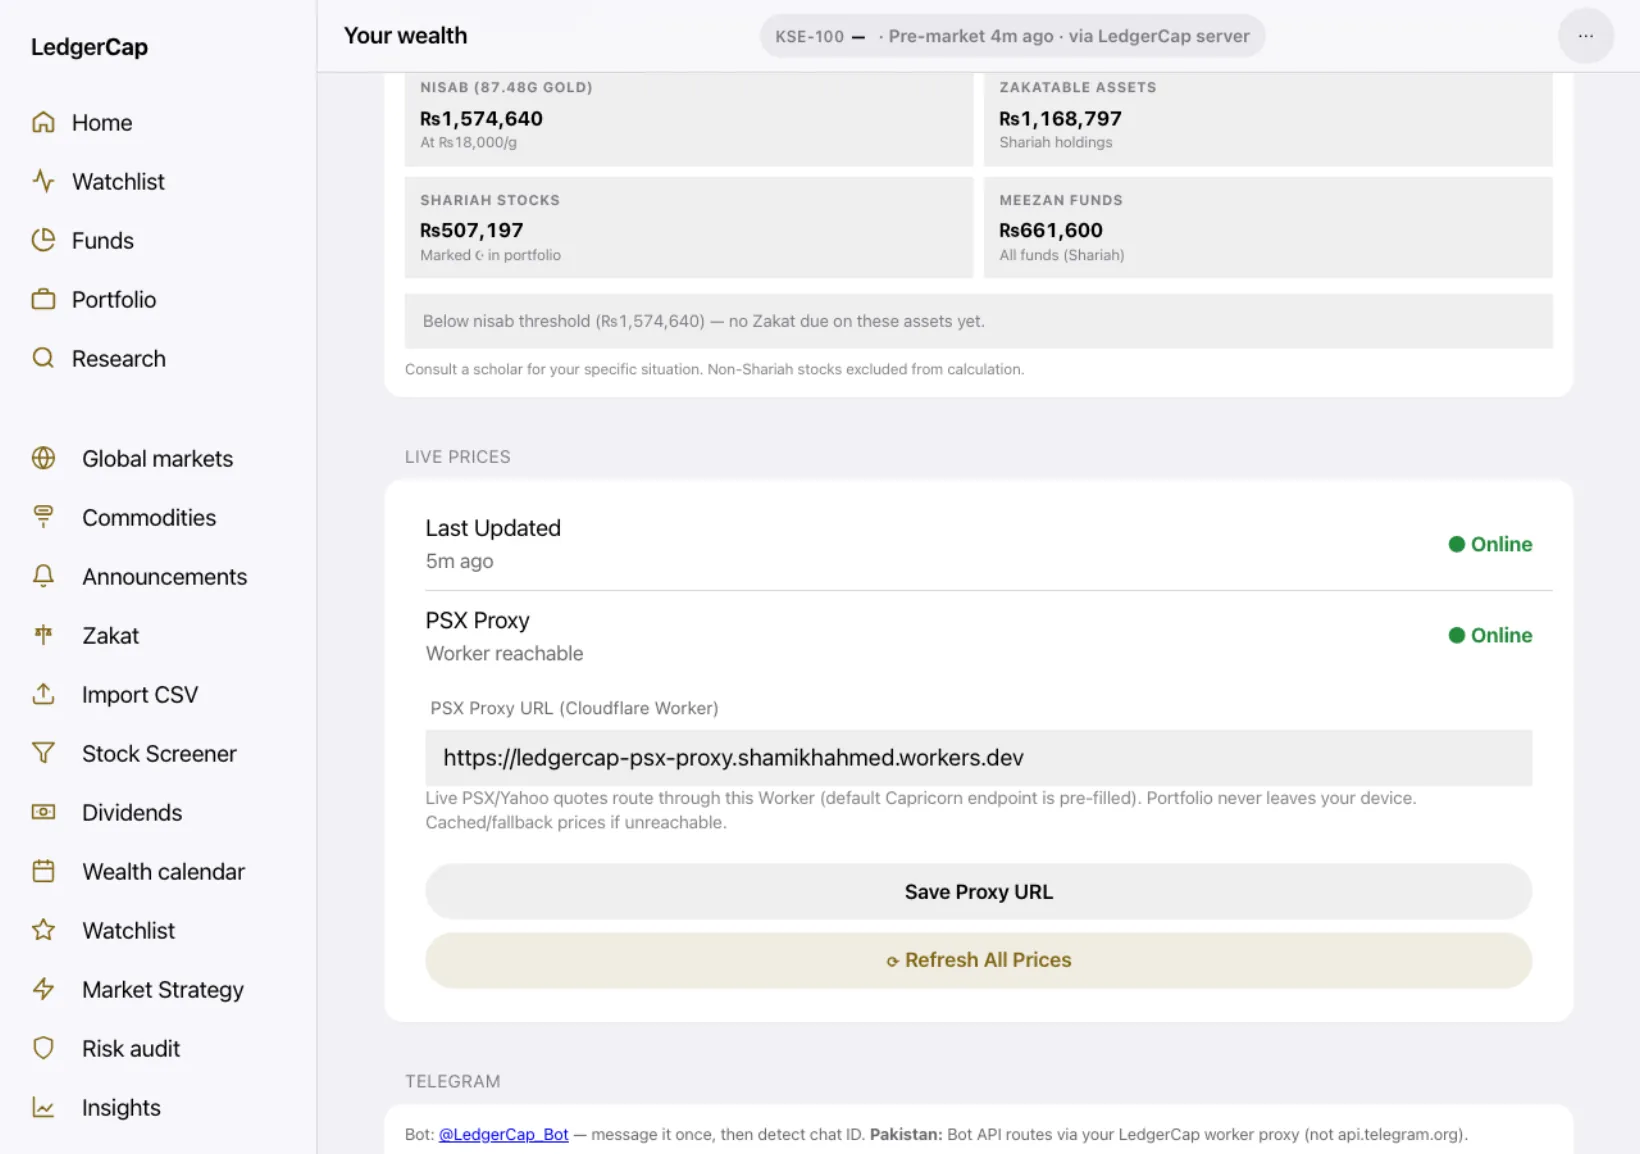 LedgerCap
Home
Watchlist
Funds
Portfolio
Research
Global markets
Commodities
Announcements
Zakat
Import CSV
Stock Screener
Dividends
Wealth calendar
Watchlist
Market Strategy
Risk audit
Insights
Your wealth
KSE-100 — · Pre-market 4m ago · via LedgerCap server
...
NISAB (87.48G GOLD)
₨1,574,640
At ₨18,000/g
ZAKATABLE ASSETS
₨1,168,797
Shariah holdings
SHARIAH STOCKS
₨507,197
Marked ☪ in portfolio
MEEZAN FUNDS
₨661,600
All funds (Shariah)
Below nisab threshold (₨1,574,640) — no Zakat due on these assets yet.
Consult a scholar for your specific situation. Non-Shariah stocks excluded from calculation.
LIVE PRICES
Last Updated
5m ago
● Online
PSX Proxy
Worker reachable
● Online
PSX Proxy URL (Cloudflare Worker)
https://ledgercap-psx-proxy.shamikhahmed.workers.dev
Live PSX/Yahoo quotes route through this Worker (default Capricorn endpoint is pre-filled). Portfolio never leaves your device.
Cached/fallback prices if unreachable.
Save Proxy URL
⟳ Refresh All Prices
TELEGRAM
Bot: @LedgerCap_Bot — message it once, then detect chat ID. Pakistan: Bot API routes via your LedgerCap worker proxy (not api.telegram.org).